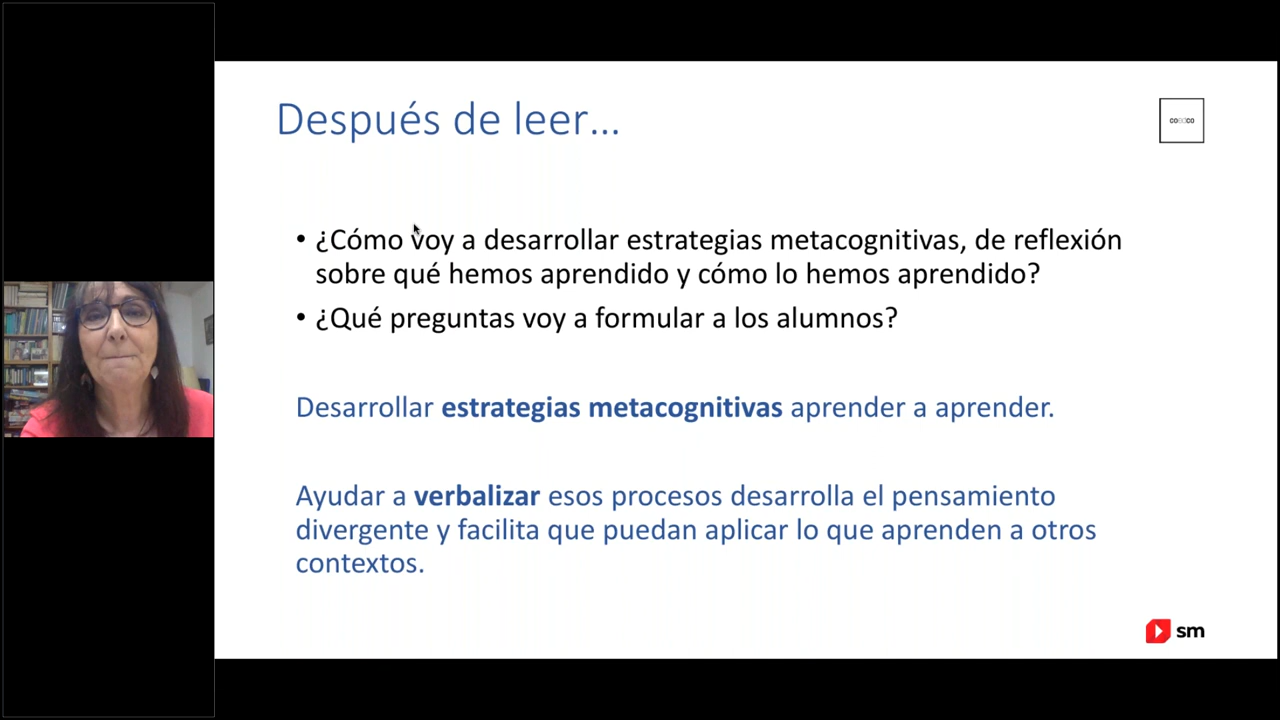 Después de leer...
coedco
• ¿Cómo voy a desarrollar estrategias metacognitivas, de reflexión
sobre qué hemos aprendido y cómo lo hemos aprendido?
• ¿Qué preguntas voy a formular a los alumnos?
Desarrollar estrategias metacognitivas aprender a aprender.
Ayudar a verbalizar esos procesos desarrolla el pensamiento
divergente y facilita que puedan aplicar lo que aprenden a otros
contextos.
sm